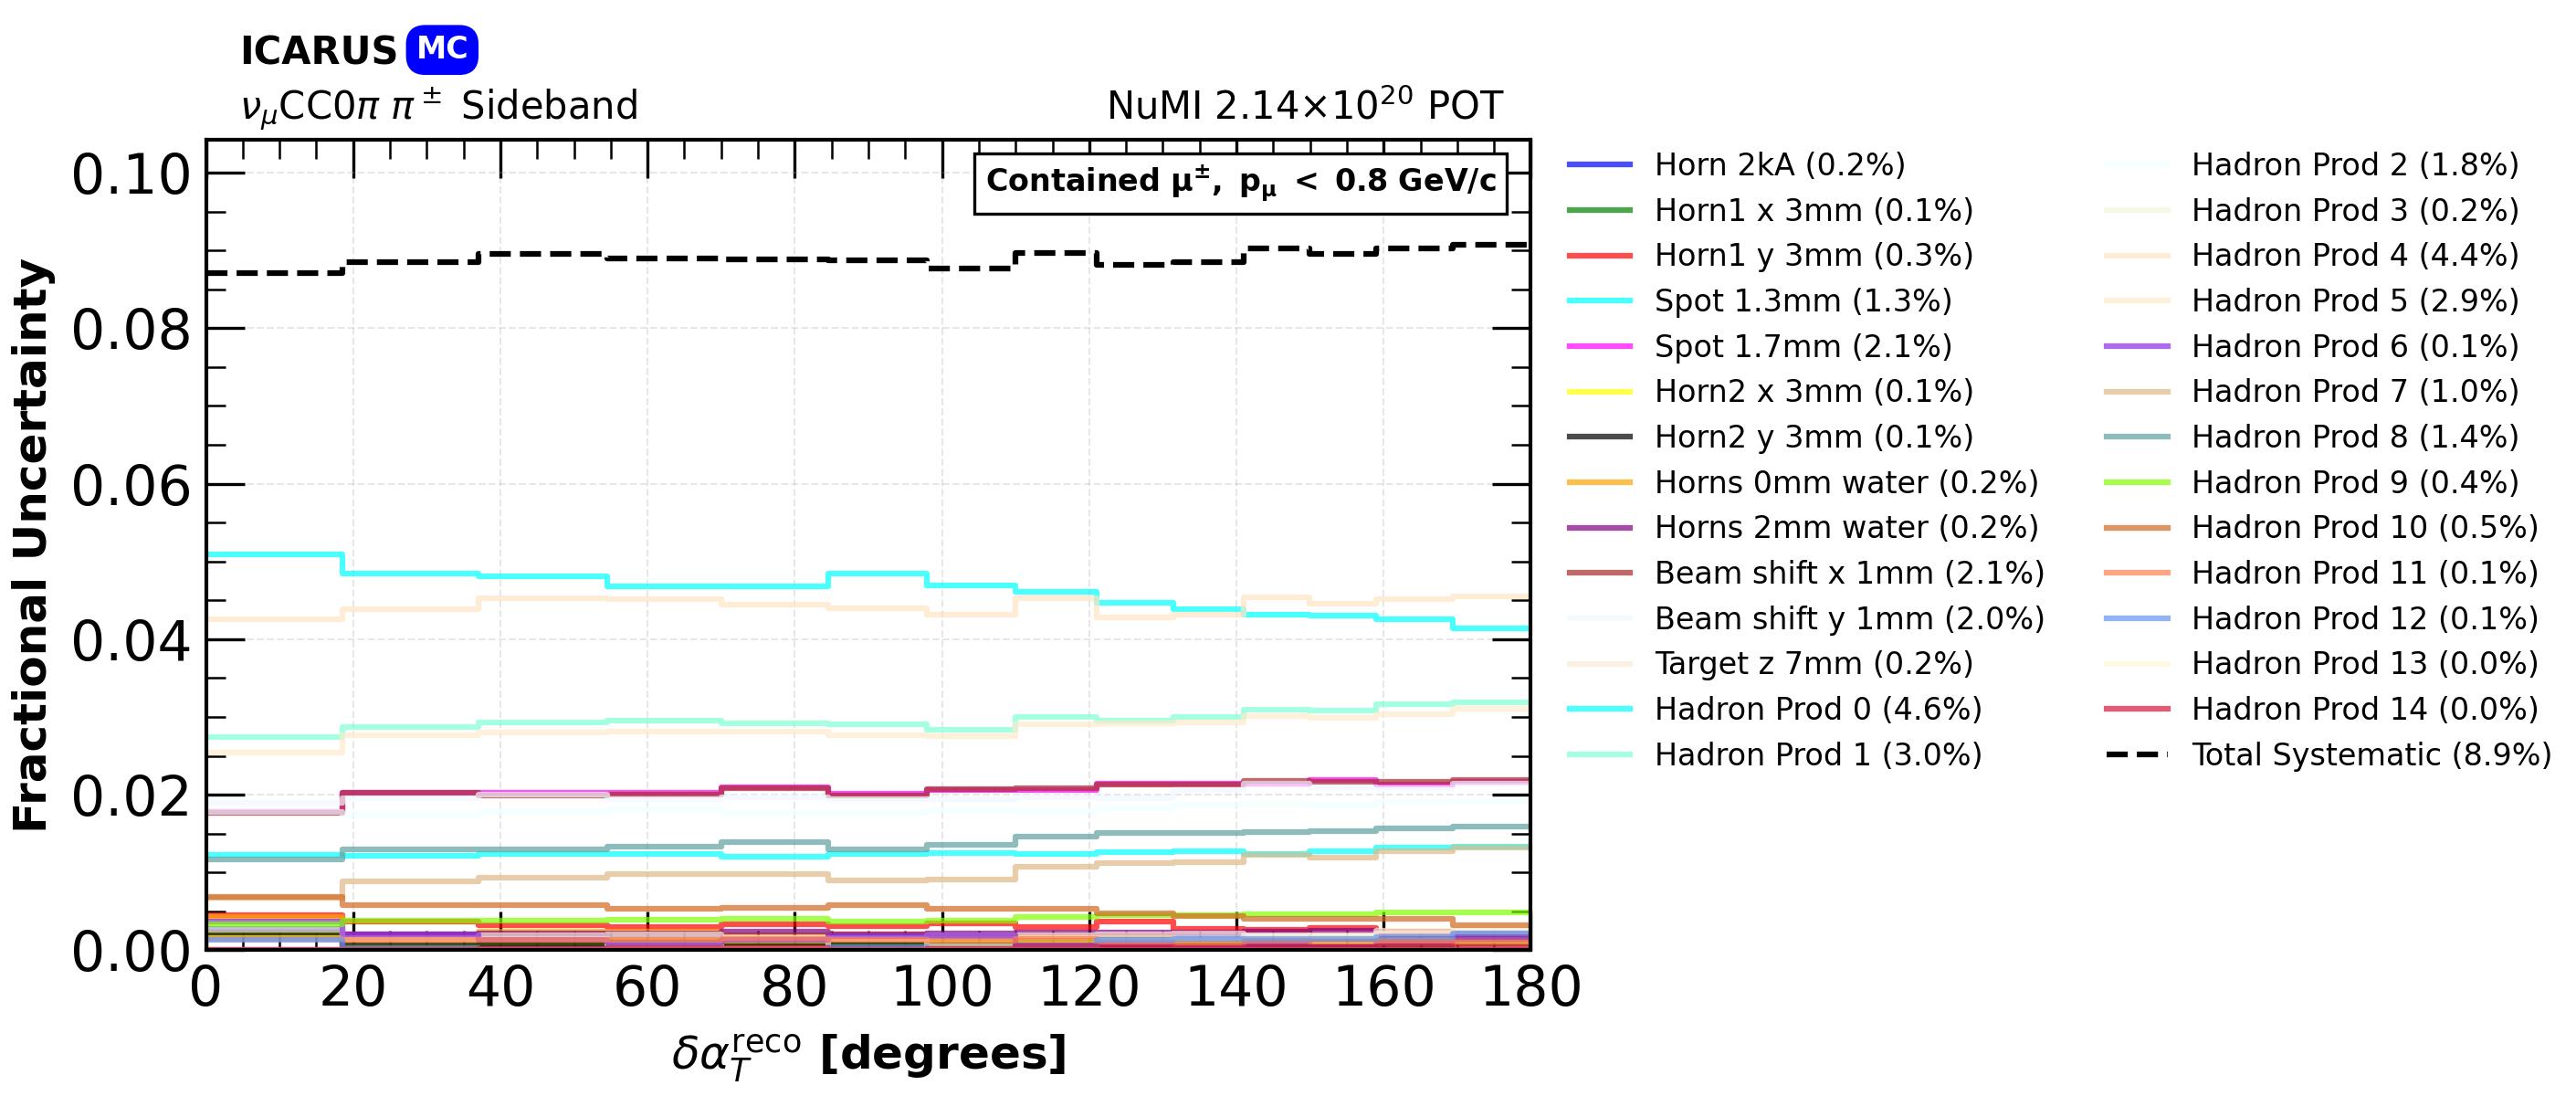 ICARUS MC
νμCC0π π± Sideband
NuMI 2.14×10²⁰ POT
Contained μ±, pμ < 0.8 GeV/c
Fractional Uncertainty
0.10
0.08
0.06
0.04
0.02
0.00
0 20 40 60 80 100 120 140 160 180
δα_T^reco [degrees]
Horn 2kA (0.2%)
Horn1 x 3mm (0.1%)
Horn1 y 3mm (0.3%)
Spot 1.3mm (1.3%)
Spot 1.7mm (2.1%)
Horn2 x 3mm (0.1%)
Horn2 y 3mm (0.1%)
Horns 0mm water (0.2%)
Horns 2mm water (0.2%)
Beam shift x 1mm (2.1%)
Beam shift y 1mm (2.0%)
Target z 7mm (0.2%)
Hadron Prod 0 (4.6%)
Hadron Prod 1 (3.0%)
Hadron Prod 2 (1.8%)
Hadron Prod 3 (0.2%)
Hadron Prod 4 (4.4%)
Hadron Prod 5 (2.9%)
Hadron Prod 6 (0.1%)
Hadron Prod 7 (1.0%)
Hadron Prod 8 (1.4%)
Hadron Prod 9 (0.4%)
Hadron Prod 10 (0.5%)
Hadron Prod 11 (0.1%)
Hadron Prod 12 (0.1%)
Hadron Prod 13 (0.0%)
Hadron Prod 14 (0.0%)
Total Systematic (8.9%)